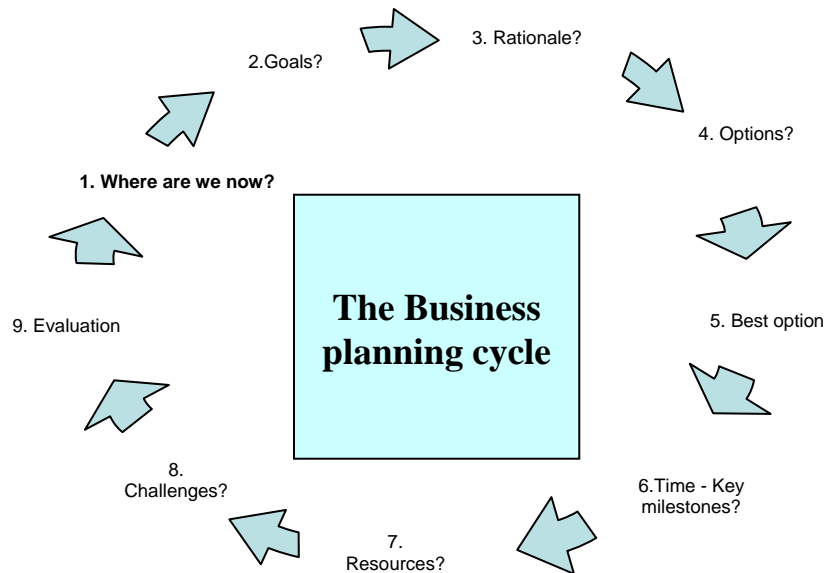 1. Where are we now?
2.Goals?
3. Rationale?
4. Options?
5. Best option
6.Time - Key
milestones?
7.
Resources?
8.
Challenges?
9. Evaluation
The Business
planning cycle